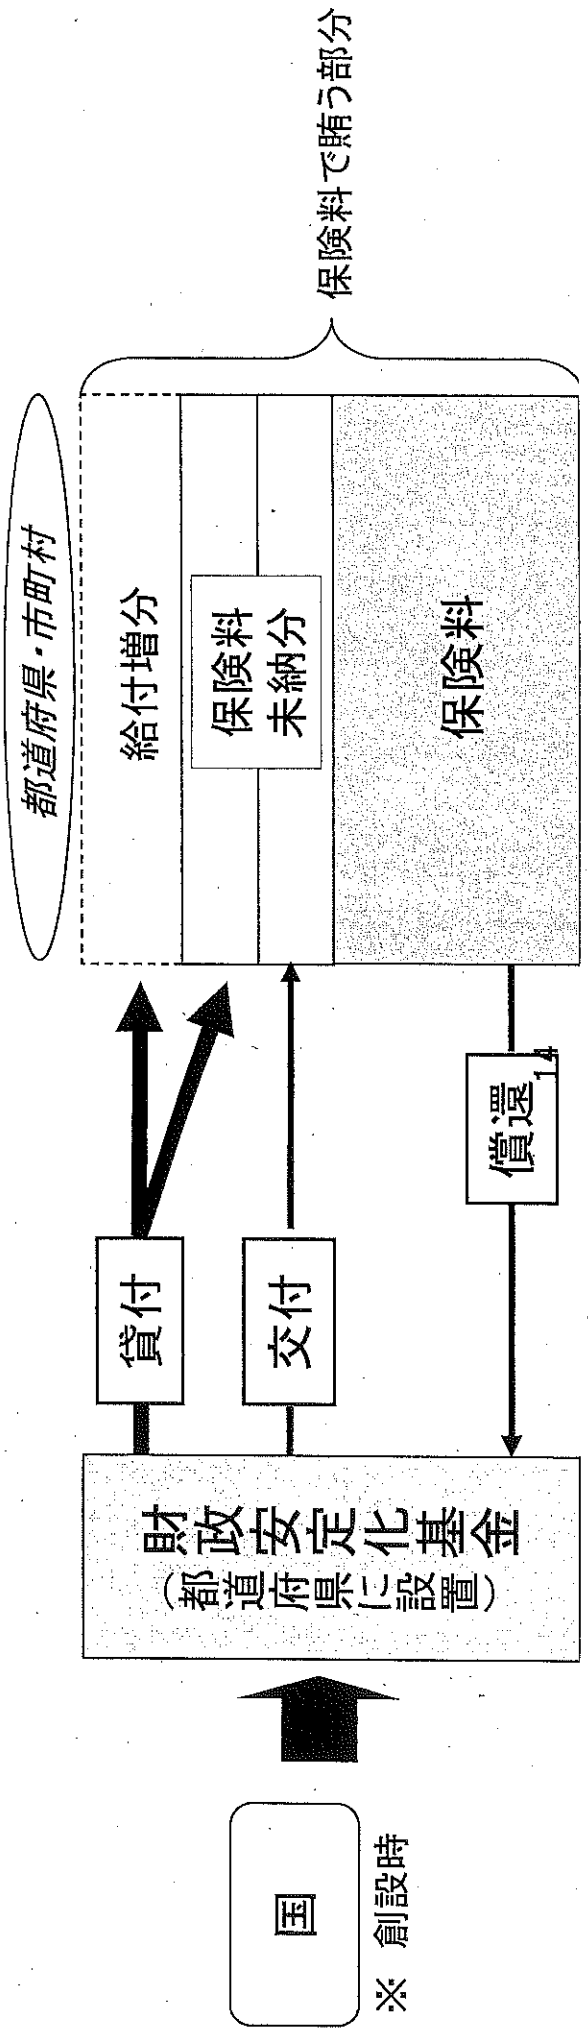 都道府県・市町村
国
※ 創設時
財政安定化基金
（都道府県に設置）
貸付
交付
償還
14
給付増分
保険料
未納分
保険料
保険料で賄う部分